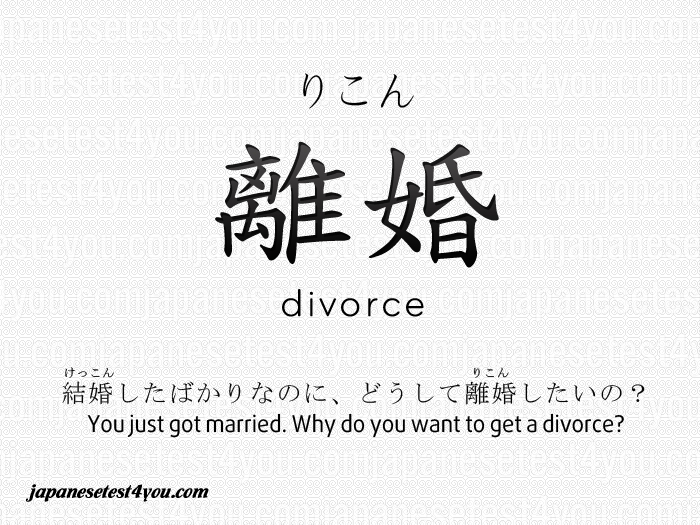 りこん
離婚
divorce
けっこん りこん
結婚したばかりなのに、どうして離婚したいの？
You just got married. Why do you want to get a divorce?
japanesetest4you.com